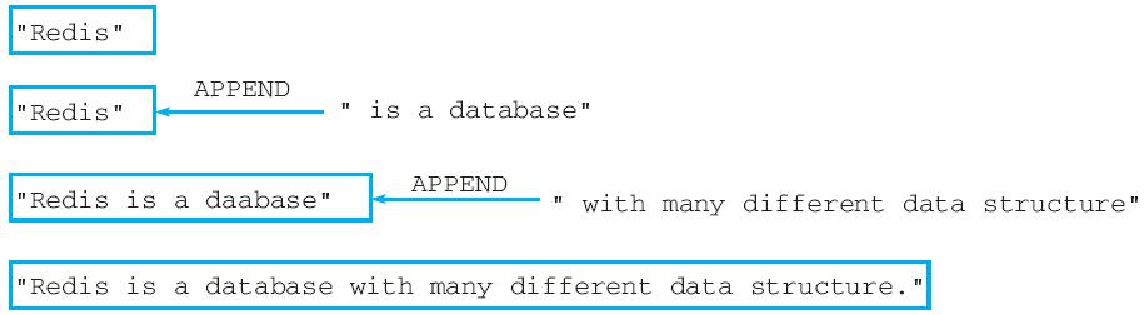 "Redis"
APPEND
"Redis" " is a database"
APPEND
"Redis is a daabase" " with many different data structure"
"Redis is a database with many different data structure."